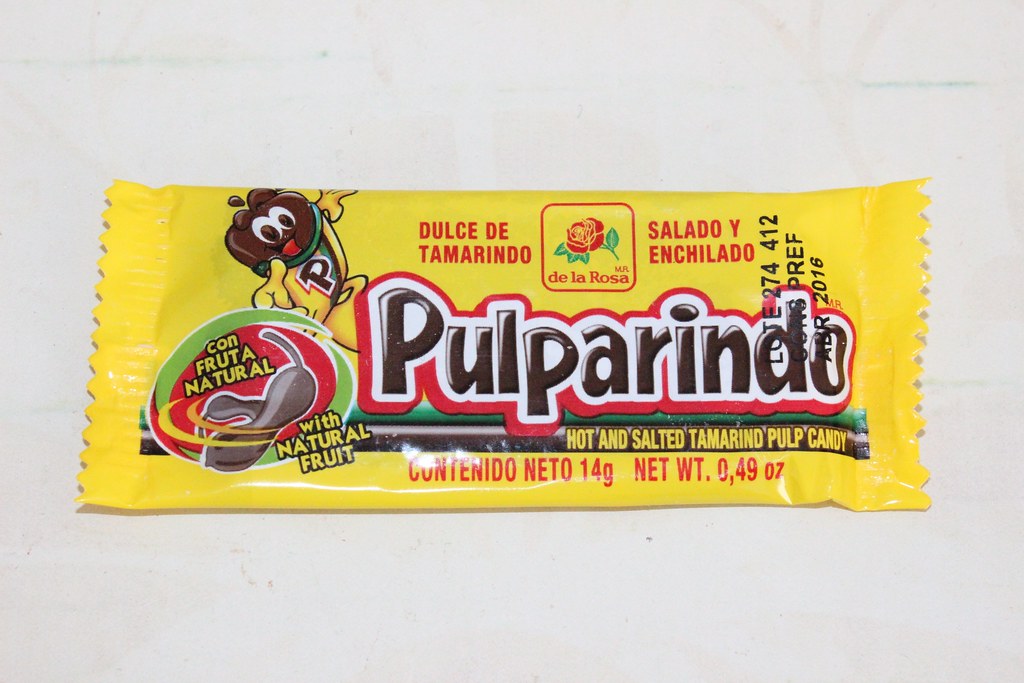 DULCE DE
TAMARINDO
M.R.
de la Rosa
SALADO Y
ENCHILADO
LOTE 274 412
CONS PREF
ABR 2016
P
Pulparindo
M.R.
con
FRUTA
NATURAL
with
NATURAL
FRUIT
HOT AND SALTED TAMARIND PULP CANDY
CONTENIDO NETO 14g NET WT. 0,49 oz